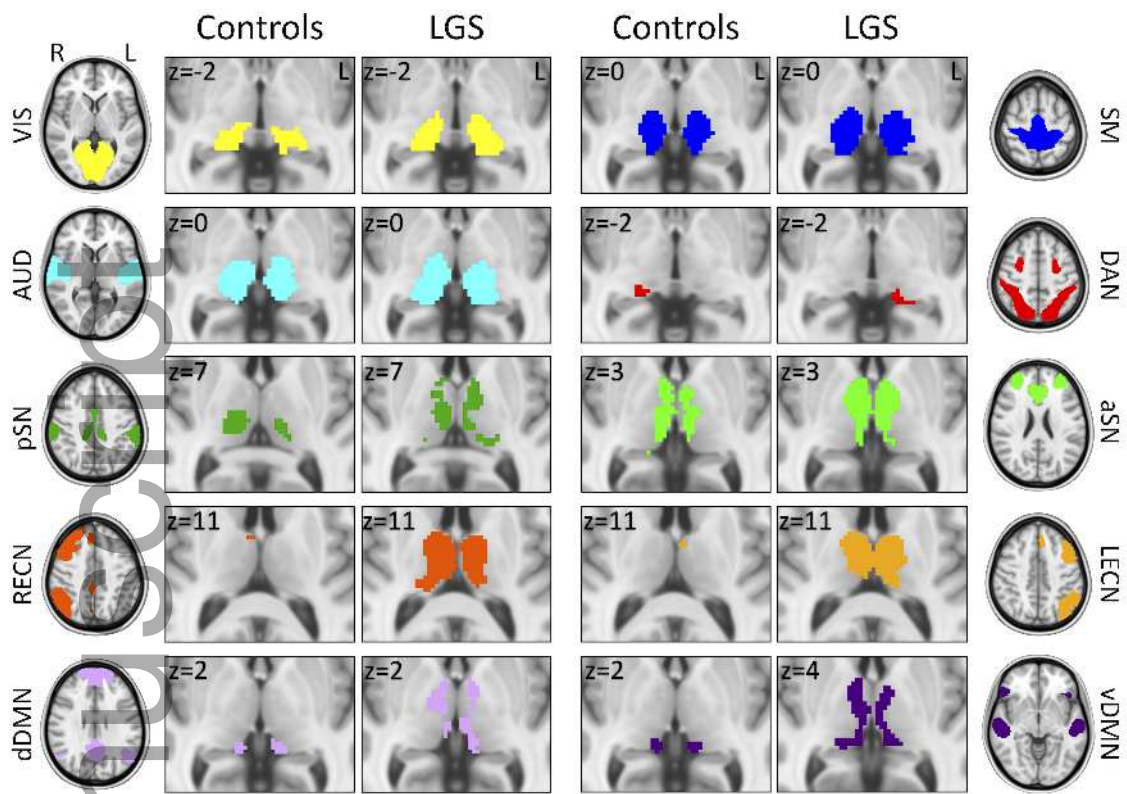 Controls LGS Controls LGS
R L
VIS z=-2 L z=-2 L z=0 L z=0 L SM
AUD z=0 z=0 z=-2 z=-2 DAN
pSN z=7 z=7 z=3 z=3 aSN
RECN z=11 z=11 z=11 z=11 LECN
dDMN z=2 z=2 z=2 z=4 vDMN